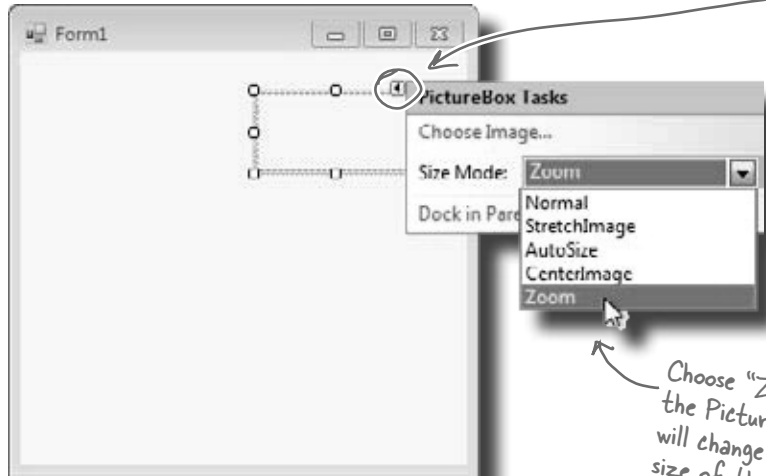 Form1
PictureBox Tasks
Choose Image...
Size Mode: Zoom
Normal
Dock in Pare
StretchImage
AutoSize
CenterImage
Zoom
Choose "Z
the Pictur
will change
size of th